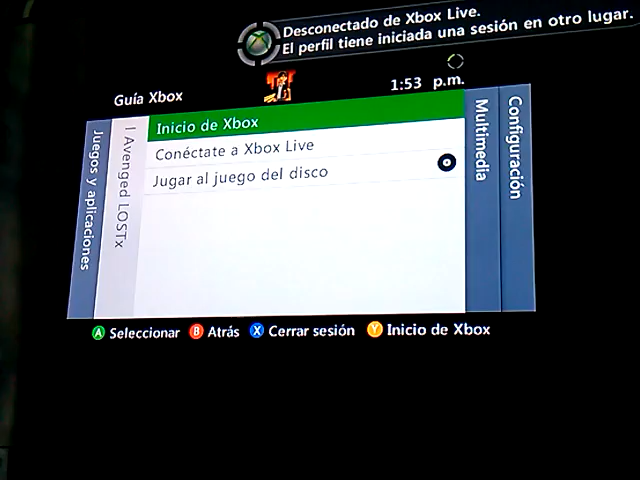 Desconectado de Xbox Live.
El perfil tiene iniciada una sesión en otro lugar.
Guía Xbox
1:53 p.m.
Juegos y aplicaciones
I Avenged LOSTx
Inicio de Xbox
Conéctate a Xbox Live
Jugar al juego del disco
Multimedia
Configuración
A Seleccionar B Atrás X Cerrar sesión Y Inicio de Xbox